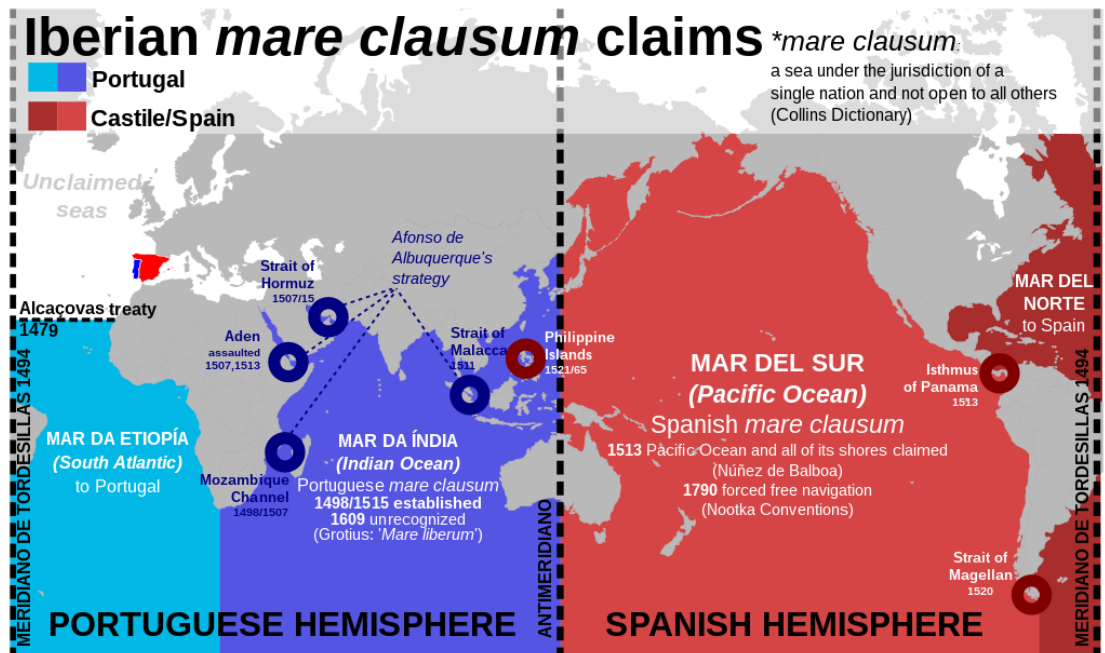 Iberian mare clausum claims
*mare clausum:
a sea under the jurisdiction of a
single nation and not open to all others
(Collins Dictionary)
Portugal
Castile/Spain
Unclaimed
seas
Afonso de
Albuquerque's
strategy
Strait of
Hormuz
1507/15
Alcaçovas treaty
1479
Aden
assaulted
1507,1513
Strait of
Malacca
1511
Philippine
Islands
1521/65
MAR DEL
NORTE
to Spain
Isthmus
of Panama
1513
MAR DEL SUR
(Pacific Ocean)
Spanish mare clausum
1513 Pacific Ocean and all of its shores claimed
(Núñez de Balboa)
1790 forced free navigation
(Nootka Conventions)
MAR DA ETIOPÍA
(South Atlantic)
to Portugal
MAR DA ÍNDIA
(Indian Ocean)
Portuguese mare clausum
1498/1515 established
1609 unrecognized
(Grotius: 'Mare liberum')
Mozambique
Channel
1498/1507
Strait of
Magellan
1520
MERIDIANO DE TORDESILLAS 1494
ANTIMERIDIANO
MERIDIANO DE TORDESILLAS 1494
PORTUGUESE HEMISPHERE
SPANISH HEMISPHERE